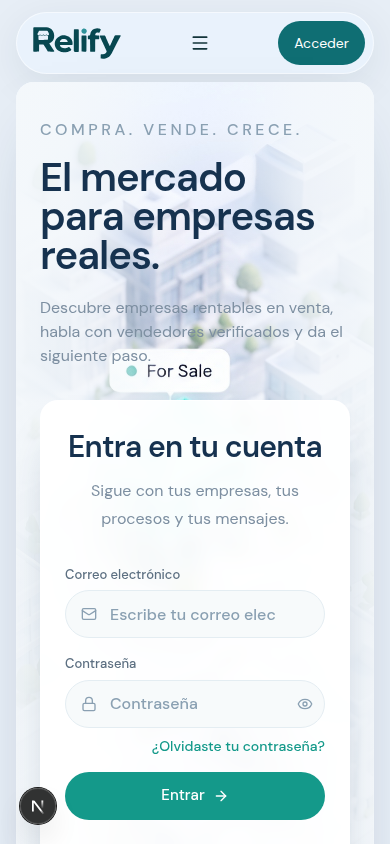 Relify
Acceder
COMPRA. VENDE. CRECE.
El mercado
para empresas
reales.
Descubre empresas rentables en venta,
habla con vendedores verificados y da el
siguiente paso.
For Sale
Entra en tu cuenta
Sigue con tus empresas, tus
procesos y tus mensajes.
Correo electrónico
Escribe tu correo elec
Contraseña
Contraseña
¿Olvidaste tu contraseña?
N
Entrar